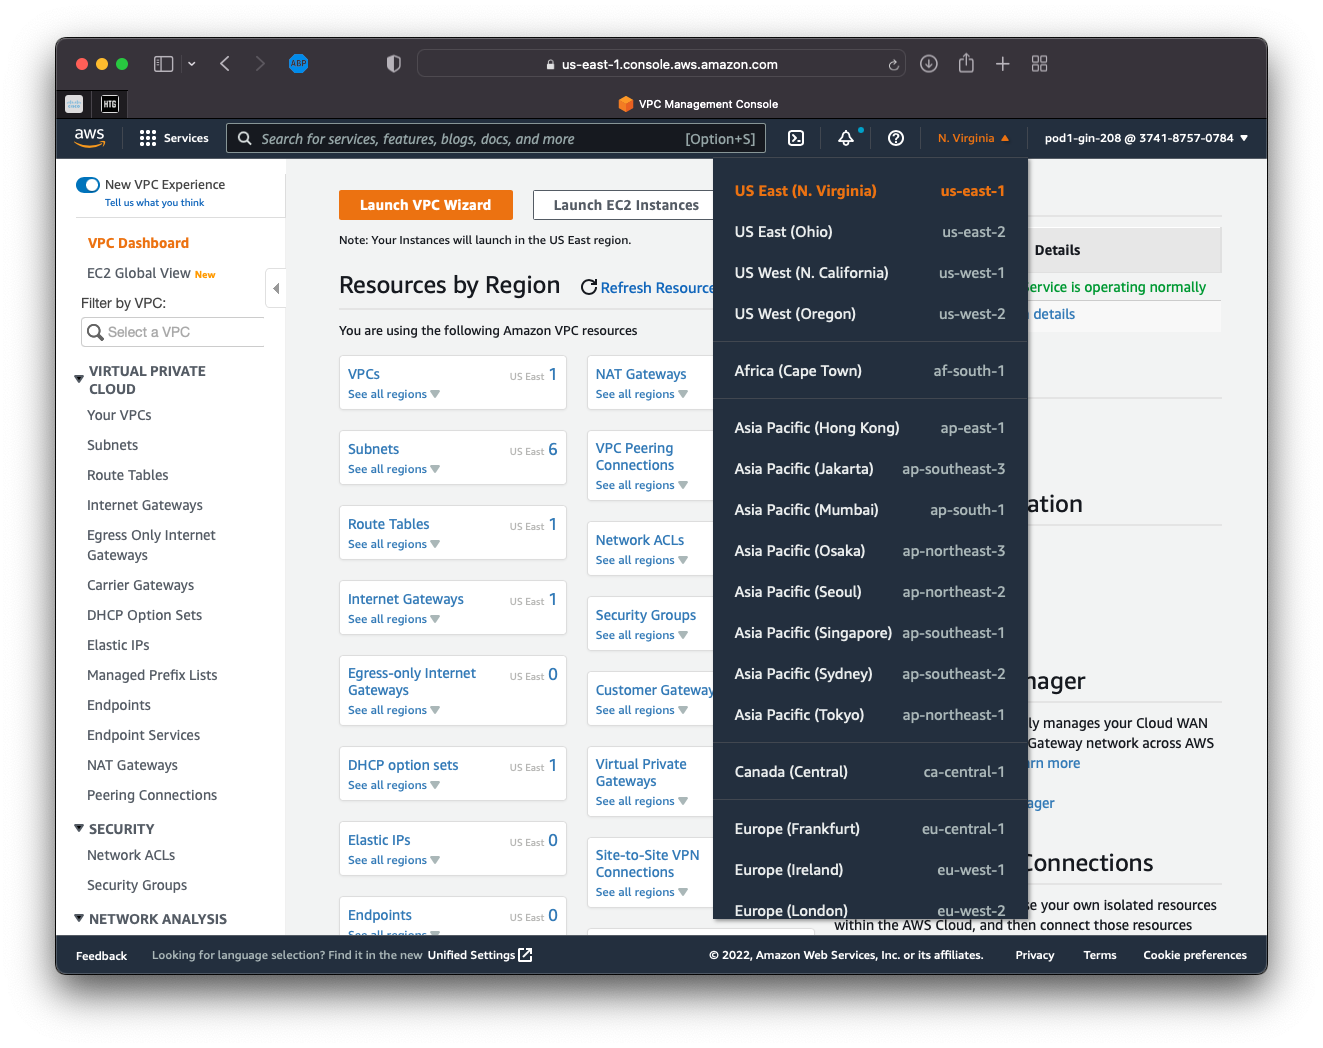 ABP
us-east-1.console.aws.amazon.com
HTG
VPC Management Console
aws
Services
Search for services, features, blogs, docs, and more
[Option+S]
N. Virginia
pod1-gin-208 @ 3741-8757-0784
New VPC Experience
Tell us what you think
VPC Dashboard
EC2 Global View New
Filter by VPC:
Select a VPC
VIRTUAL PRIVATE
CLOUD
Your VPCs
Subnets
Route Tables
Internet Gateways
Egress Only Internet
Gateways
Carrier Gateways
DHCP Option Sets
Elastic IPs
Managed Prefix Lists
Endpoints
Endpoint Services
NAT Gateways
Peering Connections
SECURITY
Network ACLs
Security Groups
NETWORK ANALYSIS
Launch VPC Wizard
Launch EC2 Instances
Note: Your Instances will launch in the US East region.
Resources by Region
Refresh Resource
You are using the following Amazon VPC resources
VPCs US East 1
See all regions
Subnets US East 6
See all regions
Route Tables US East 1
See all regions
Internet Gateways US East 1
See all regions
Egress-only Internet US East 0
Gateways
See all regions
DHCP option sets US East 1
See all regions
Elastic IPs US East 0
See all regions
Endpoints US East 0
See all regions
NAT Gateways
See all regions
VPC Peering
Connections
See all regions
Network ACLs
See all regions
Security Groups
See all regions
Customer Gateway
See all regions
Virtual Private
Gateways
See all regions
Site-to-Site VPN
Connections
See all regions
US East (N. Virginia) us-east-1
US East (Ohio) us-east-2
US West (N. California) us-west-1
US West (Oregon) us-west-2
Africa (Cape Town) af-south-1
Asia Pacific (Hong Kong) ap-east-1
Asia Pacific (Jakarta) ap-southeast-3
Asia Pacific (Mumbai) ap-south-1
Asia Pacific (Osaka) ap-northeast-3
Asia Pacific (Seoul) ap-northeast-2
Asia Pacific (Singapore) ap-southeast-1
Asia Pacific (Sydney) ap-southeast-2
Asia Pacific (Tokyo) ap-northeast-1
Canada (Central) ca-central-1
Europe (Frankfurt) eu-central-1
Europe (Ireland) eu-west-1
Europe (London) eu-west-2
Details
ervice is operating normally
details
ation
nager
ly manages your Cloud WAN
Gateway network across AWS
rn more
ager
Connections
se your own isolated resources
within the AWS Cloud, and then connect those resources
Feedback
Looking for language selection? Find it in the new Unified Settings
© 2022, Amazon Web Services, Inc. or its affiliates.
Privacy
Terms
Cookie preferences